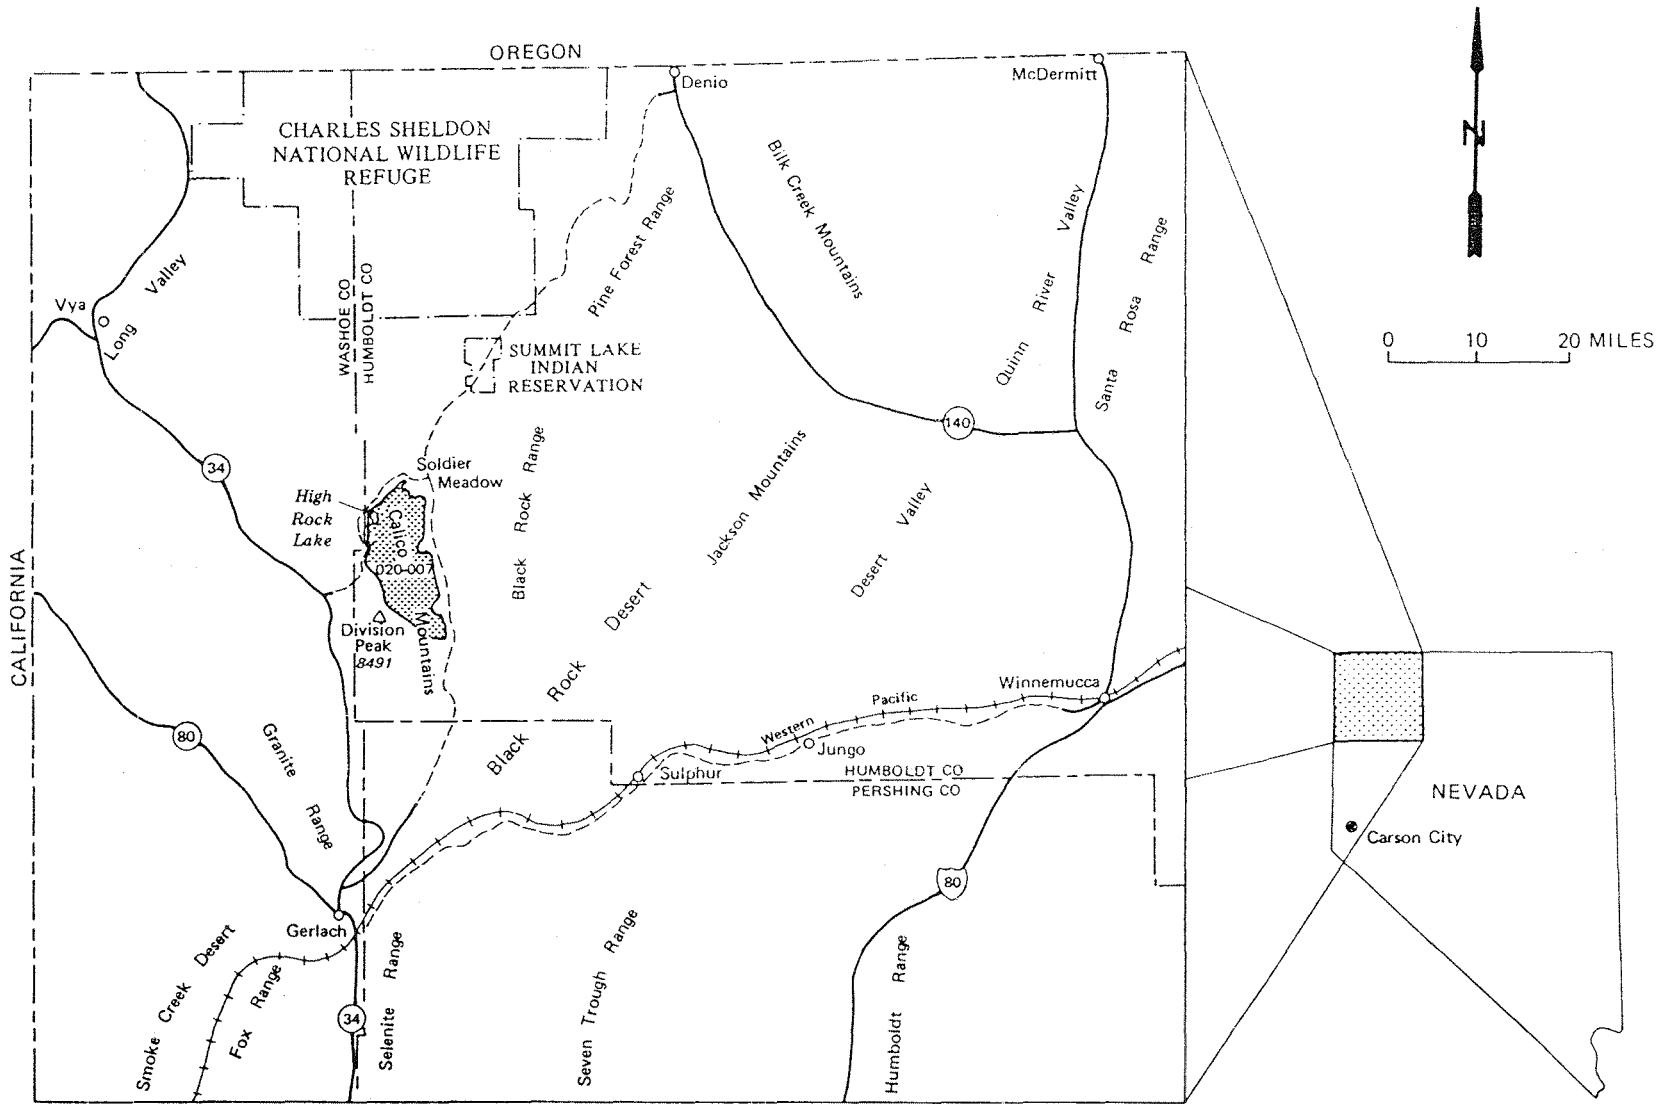 OREGON
McDermitt
Denio
CHARLES SHELDON
NATIONAL WILDLIFE
REFUGE
N
Bilk Creek Mountains
Pine Forest Range
Quinn River Valley
Santa Rosa Range
Vya
Long Valley
WASHOE CO
HUMBOLDT CO
0 10 20 MILES
SUMMIT LAKE
INDIAN
RESERVATION
140
34
Soldier
Meadow
High
Rock
Lake
Calico
Mountains
020-007
Black Rock Range
Jackson Mountains
Desert Valley
CALIFORNIA
Division
Peak
8491
Black Rock Desert
Winnemucca
Western Pacific
Jungo
Sulphur
HUMBOLDT CO
PERSHING CO
80
Granite Range
NEVADA
Carson City
80
Gerlach
Smoke Creek Desert
Fox Range
34
Selenite Range
Seven Trough Range
Humboldt Range